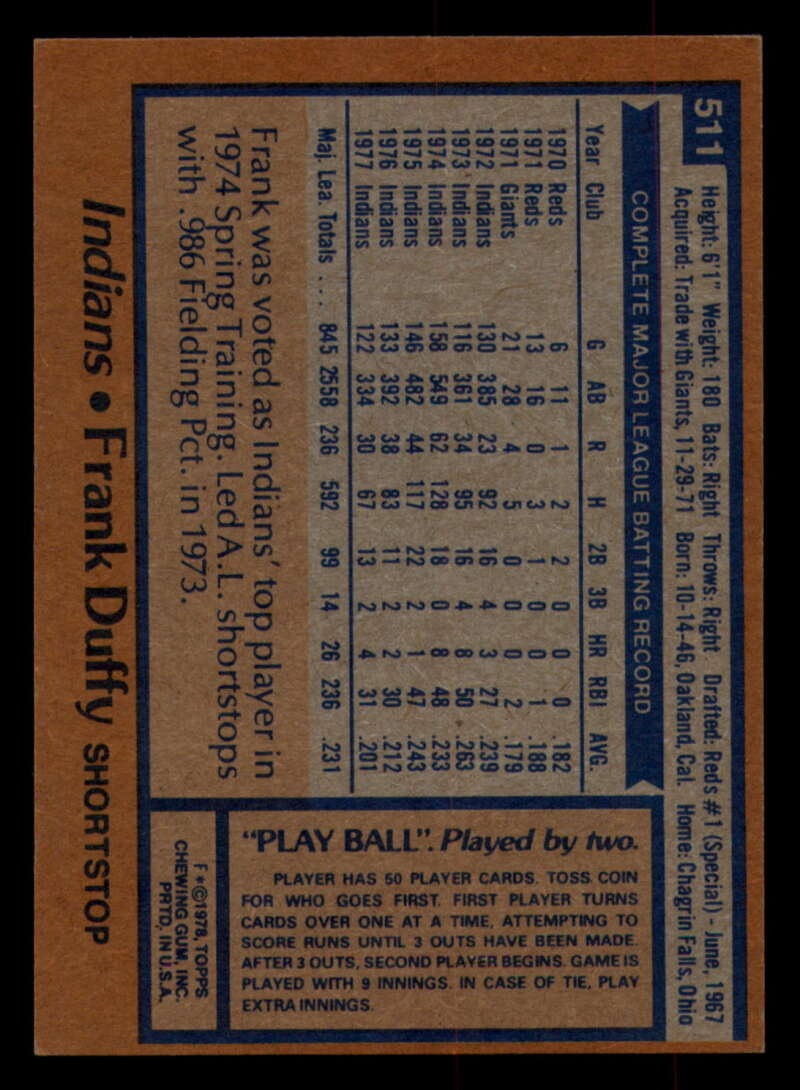 511
Height: 6'1" Weight: 180 Bats: Right Throws: Right Drafted: Reds #1 (Special) - June, 1967
Acquired: Trade with Giants, 11-29-71 Born: 10-14-46, Oakland, Cal. Home: Chagrin Falls, Ohio
COMPLETE MAJOR LEAGUE BATTING RECORD
Year Club G AB R H 2B 3B HR RBI AVG.
1970 Reds 6 11 1 2 2 0 0 0 .182
1971 Reds 13 16 0 3 1 0 0 1 .188
1971 Giants 21 28 4 5 0 0 0 2 .179
1972 Indians 130 385 23 92 16 4 3 27 .239
1973 Indians 116 361 34 95 16 4 8 50 .263
1974 Indians 158 549 62 128 18 0 8 48 .233
1975 Indians 146 482 44 117 22 2 1 47 .243
1976 Indians 133 392 38 83 11 2 2 30 .212
1977 Indians 122 334 30 67 13 2 4 31 .201
Maj. Lea. Totals .... 845 2558 236 592 99 14 26 236 .231
Frank was voted as Indians' top player in
1974 Spring Training. Led A.L. shortstops
with .986 Fielding Pct. in 1973.
Indians • Frank Duffy SHORTSTOP
"PLAY BALL". Played by two.
PLAYER HAS 50 PLAYER CARDS. TOSS COIN
FOR WHO GOES FIRST. FIRST PLAYER TURNS
CARDS OVER ONE AT A TIME, ATTEMPTING TO
SCORE RUNS UNTIL 3 OUTS HAVE BEEN MADE.
AFTER 3 OUTS, SECOND PLAYER BEGINS. GAME IS
PLAYED WITH 9 INNINGS. IN CASE OF TIE, PLAY
EXTRA INNINGS.
F * © 1978, TOPPS
CHEWING GUM, INC.
PRTD. IN U.S.A.